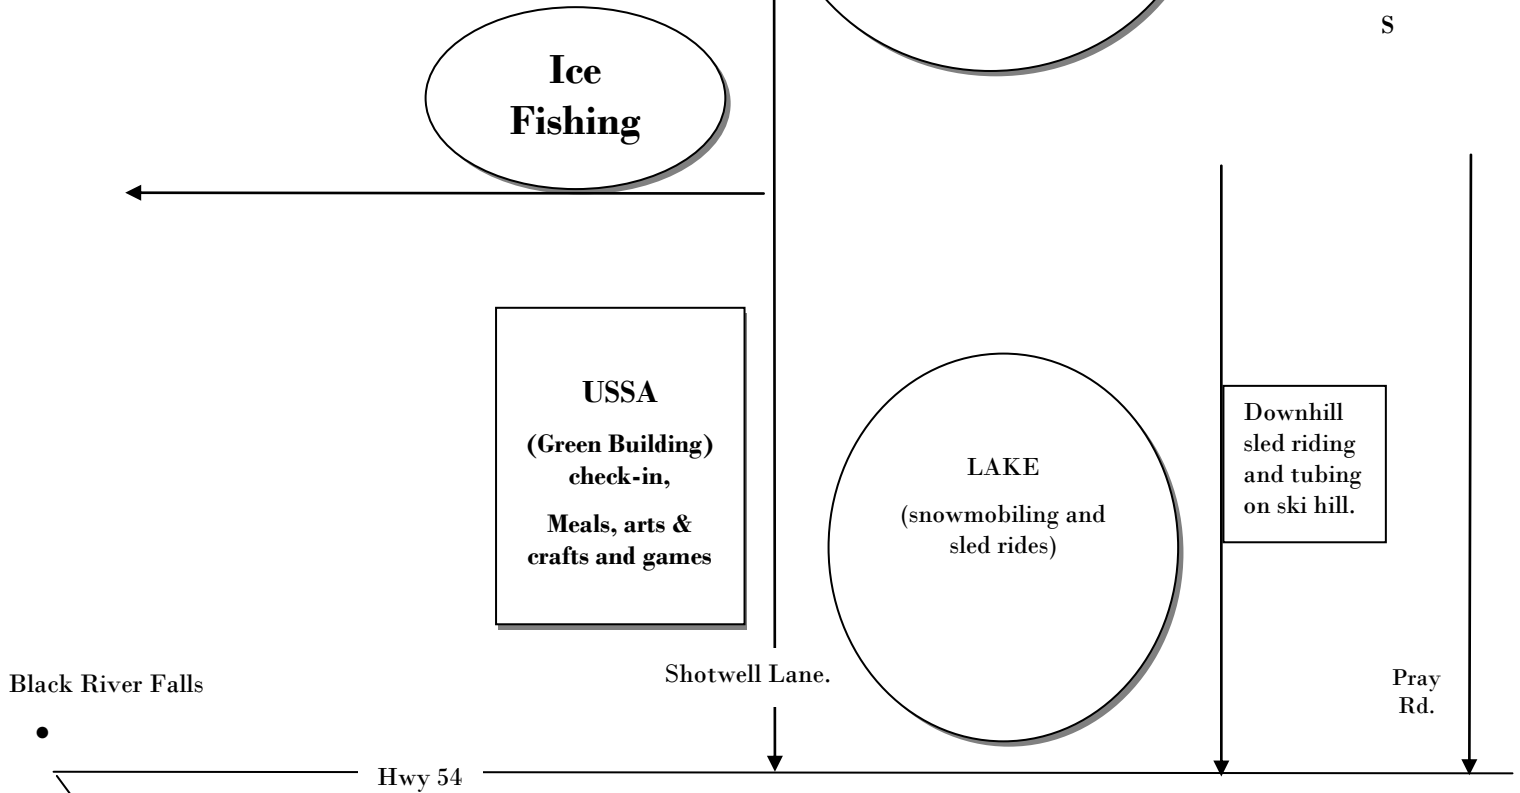 S
Ice
Fishing
USSA
(Green Building)
check-in,
Meals, arts &
crafts and games
LAKE
(snowmobiling and
sled rides)
Downhill
sled riding
and tubing
on ski hill.
Shotwell Lane.
Pray
Rd.
Black River Falls
Hwy 54